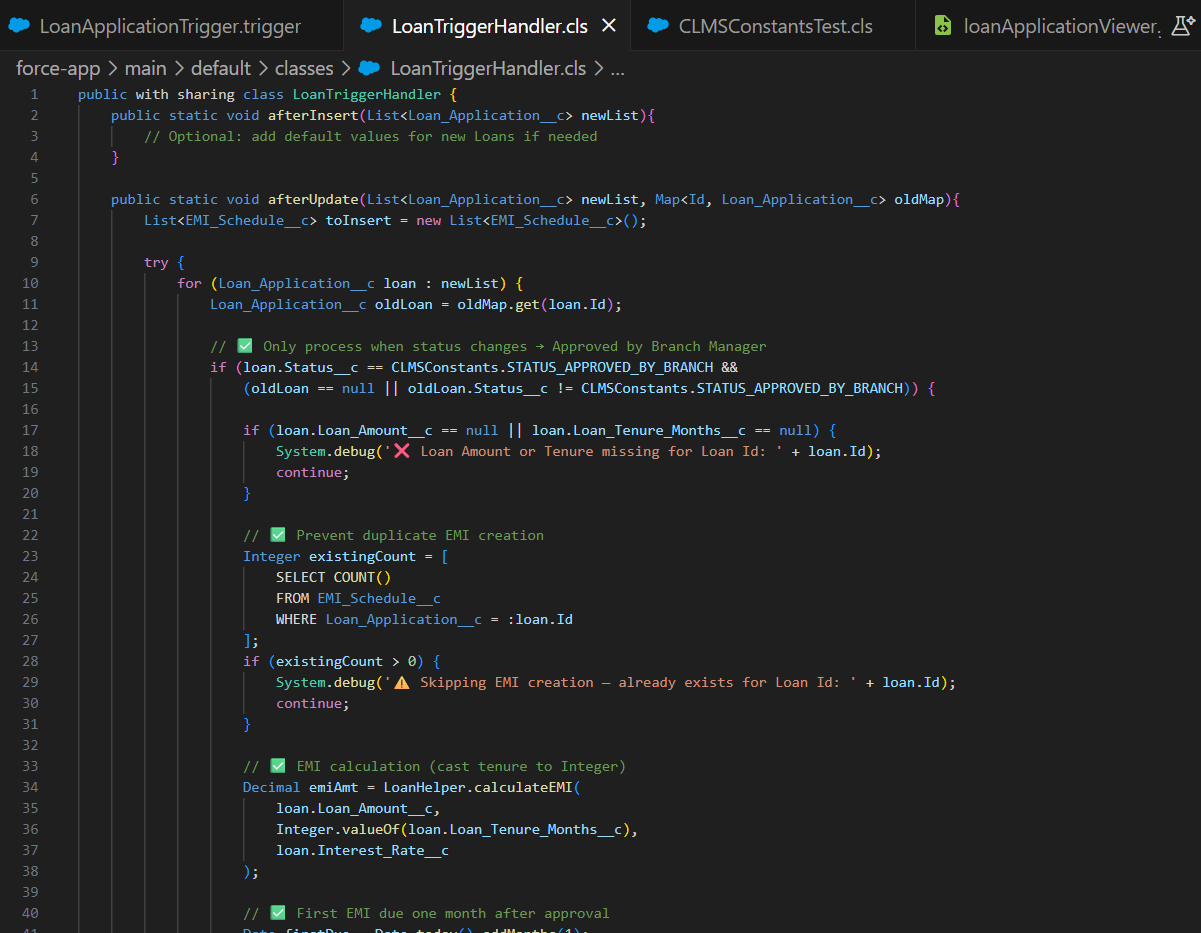 LoanApplicationTrigger.trigger LoanTriggerHandler.cls CLMSConstantsTest.cls loanApplicationViewer.
force-app > main > default > classes > LoanTriggerHandler.cls > ...
1 public with sharing class LoanTriggerHandler {
2 public static void afterInsert(List<Loan_Application__c> newList){
3 // Optional: add default values for new Loans if needed
4 }
5
6 public static void afterUpdate(List<Loan_Application__c> newList, Map<Id, Loan_Application__c> oldMap){
7 List<EMI_Schedule__c> toInsert = new List<EMI_Schedule__c>();
8
9 try {
10 for (Loan_Application__c loan : newList) {
11 Loan_Application__c oldLoan = oldMap.get(loan.Id);
12
13 // ✅ Only process when status changes → Approved by Branch Manager
14 if (loan.Status__c == CLMSConstants.STATUS_APPROVED_BY_BRANCH &&
15 (oldLoan == null || oldLoan.Status__c != CLMSConstants.STATUS_APPROVED_BY_BRANCH)) {
16
17 if (loan.Loan_Amount__c == null || loan.Loan_Tenure_Months__c == null) {
18 System.debug('❌ Loan Amount or Tenure missing for Loan Id: ' + loan.Id);
19 continue;
20 }
21
22 // ✅ Prevent duplicate EMI creation
23 Integer existingCount = [
24 SELECT COUNT()
25 FROM EMI_Schedule__c
26 WHERE Loan_Application__c = :loan.Id
27 ];
28 if (existingCount > 0) {
29 System.debug('⚠️ Skipping EMI creation — already exists for Loan Id: ' + loan.Id);
30 continue;
31 }
32
33 // ✅ EMI calculation (cast tenure to Integer)
34 Decimal emiAmt = LoanHelper.calculateEMI(
35 loan.Loan_Amount__c,
36 Integer.valueOf(loan.Loan_Tenure_Months__c),
37 loan.Interest_Rate__c
38 );
39
40 // ✅ First EMI due one month after approval
41 Date firstDue = Date.today().addMonths(1);